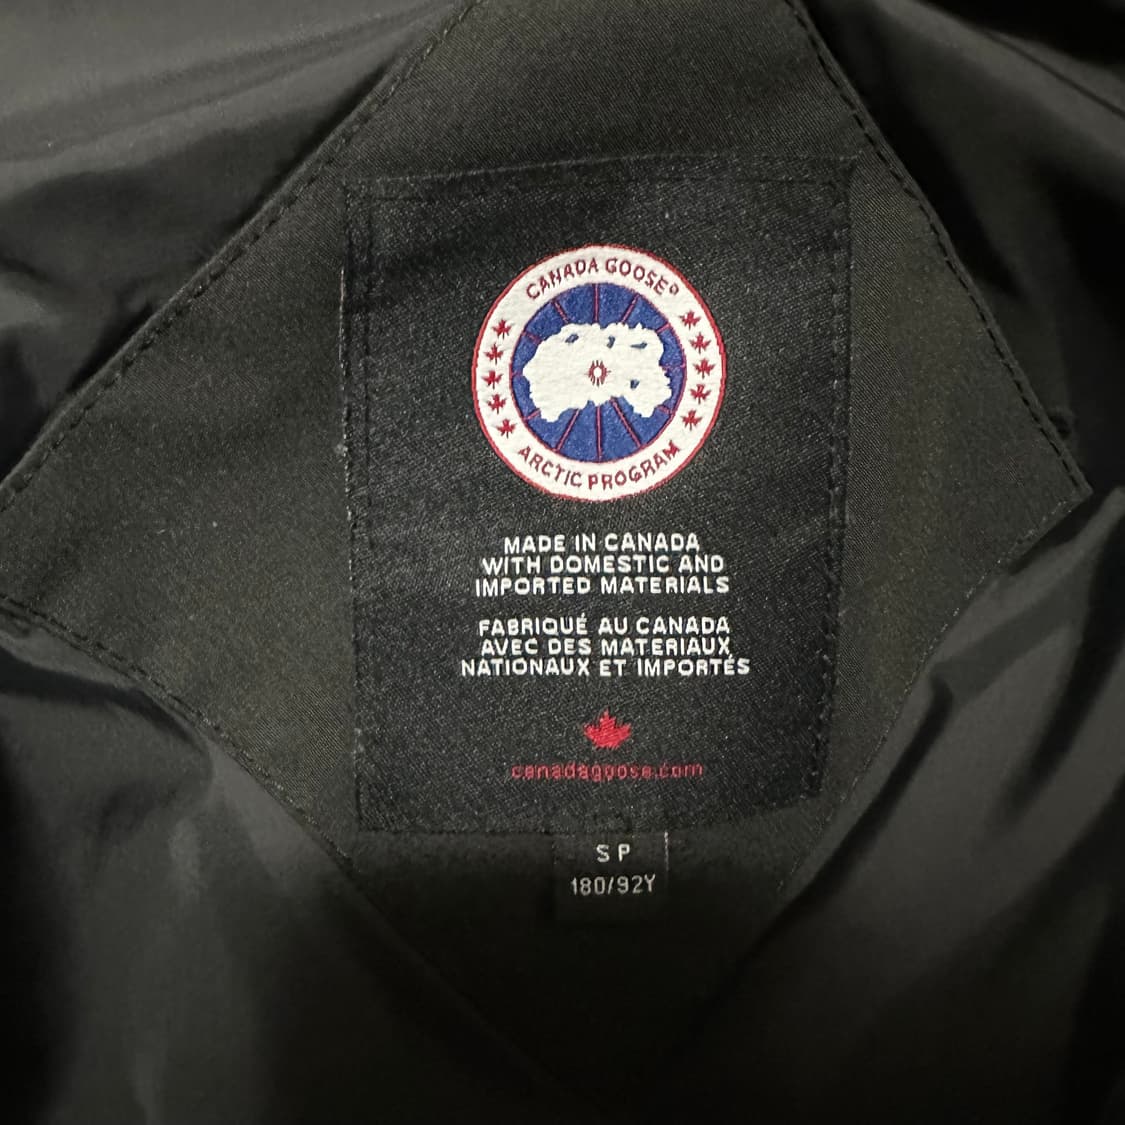 CANADA GOOSE®
ARCTIC PROGRAM
MADE IN CANADA
WITH DOMESTIC AND
IMPORTED MATERIALS
FABRIQUÉ AU CANADA
AVEC DES MATERIAUX
NATIONAUX ET IMPORTÉS
canadagoose.com
S P
180/92Y